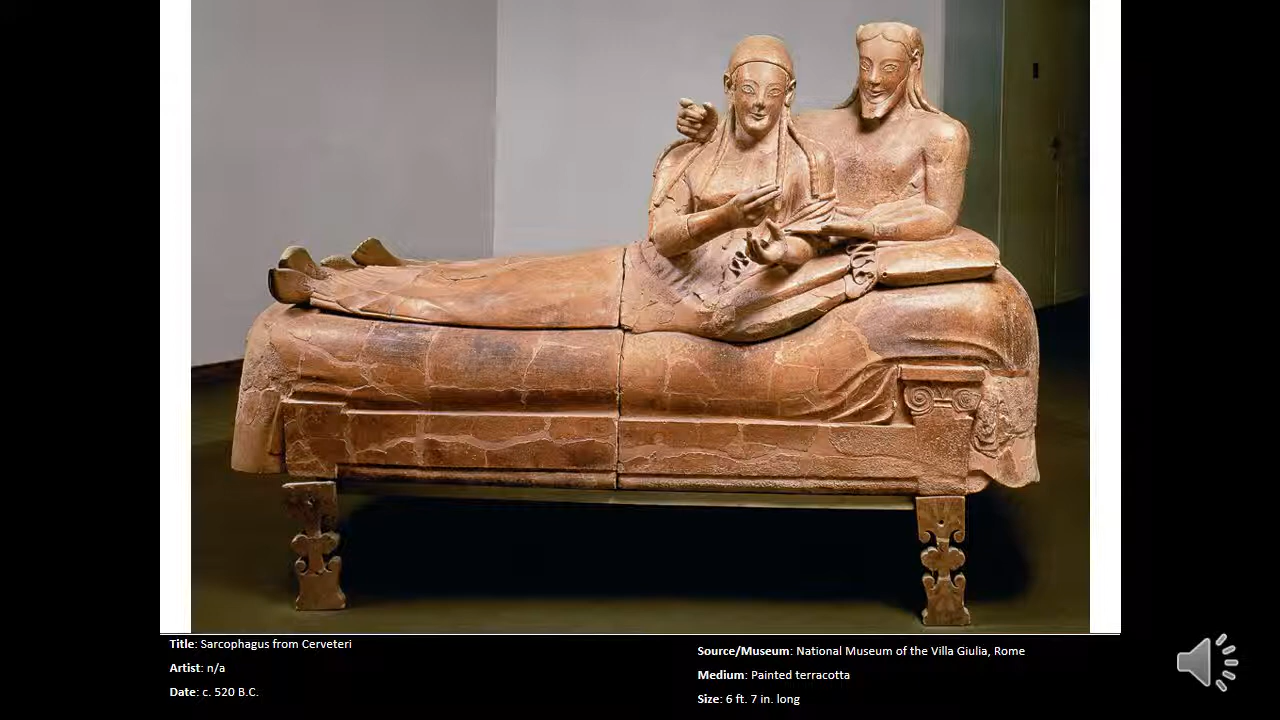 Title: Sarcophagus from Cerveteri
Artist: n/a
Date: c. 520 B.C.
Source/Museum: National Museum of the Villa Giulia, Rome
Medium: Painted terracotta
Size: 6 ft. 7 in. long